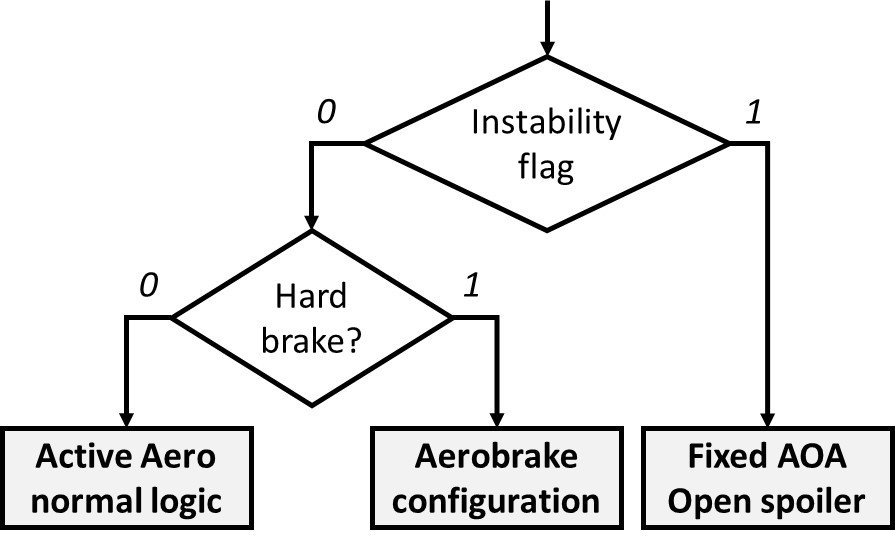 0
Instability
flag
1
0
Hard
brake?
1
Active Aero
normal logic
Aerobrake
configuration
Fixed AOA
Open spoiler